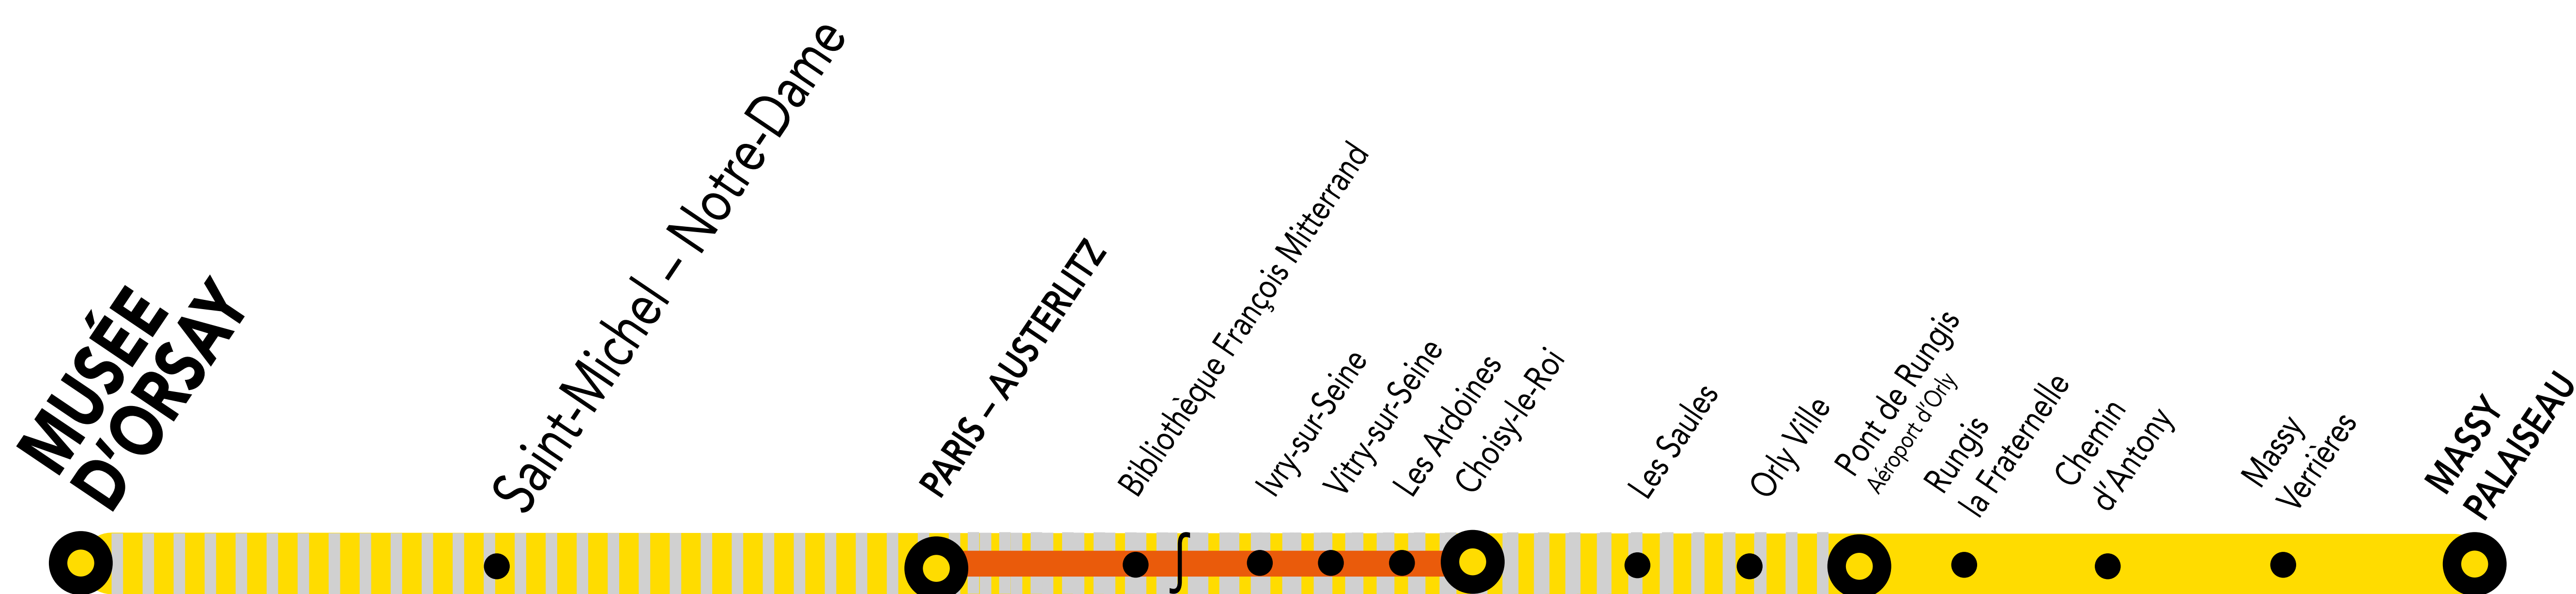 MUSÉE
D'ORSAY
Saint-Michel – Notre-Dame
PARIS – AUSTERLITZ
Bibliothèque François Mitterrand
Ivry-sur-Seine
Vitry-sur-Seine
Les Ardoines
Choisy-le-Roi
Les Saules
Orly Ville
Pont de Rungis
Aéroport d'Orly
Rungis
la Fraternelle
Chemin
d'Antony
Massy
Verrières
MASSY
PALAISEAU